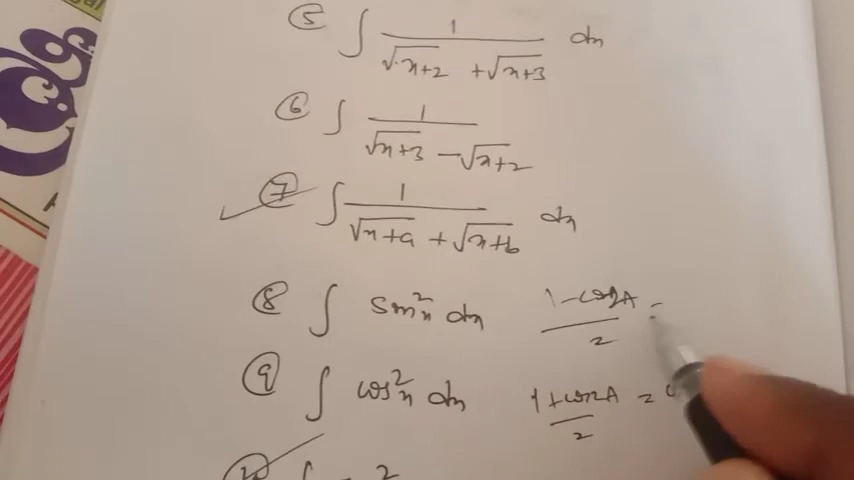 ⑤ ∫ 1/(√x+2 + √x+3) dx
⑥ ∫ 1/(√x+3 − √x+2)
⑦ ∫ 1/(√x+a + √x+b) dx
⑧ ∫ sin²x dx (1−cos2A)/2 =
⑨ ∫ cos²x dx (1+cos2A)/2 =